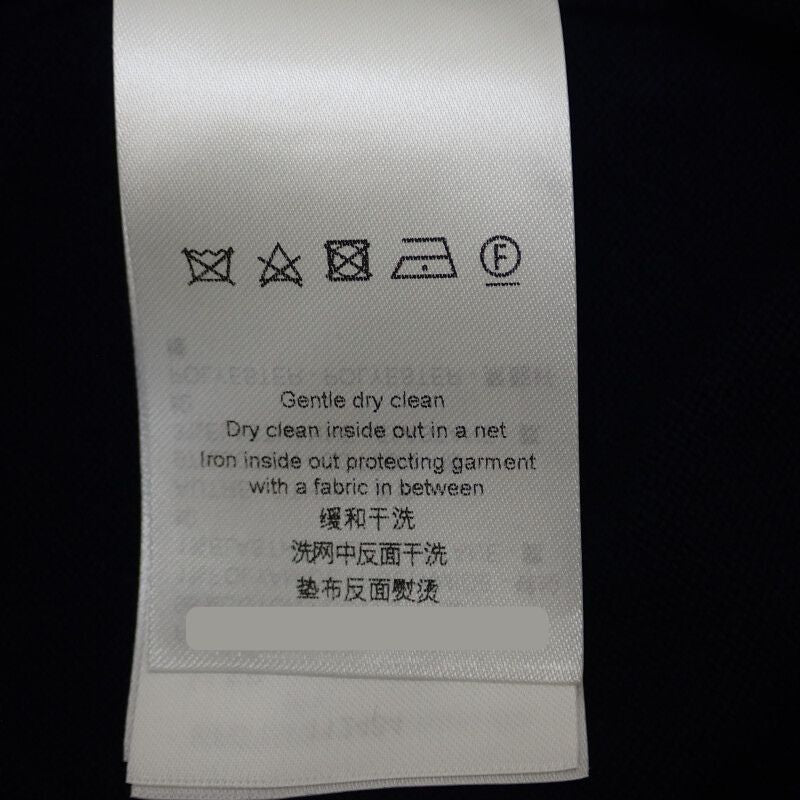 F
Gentle dry clean
Dry clean inside out in a net
Iron inside out protecting garment
with a fabric in between
缓和干洗
洗网中反面干洗
垫布反面熨烫